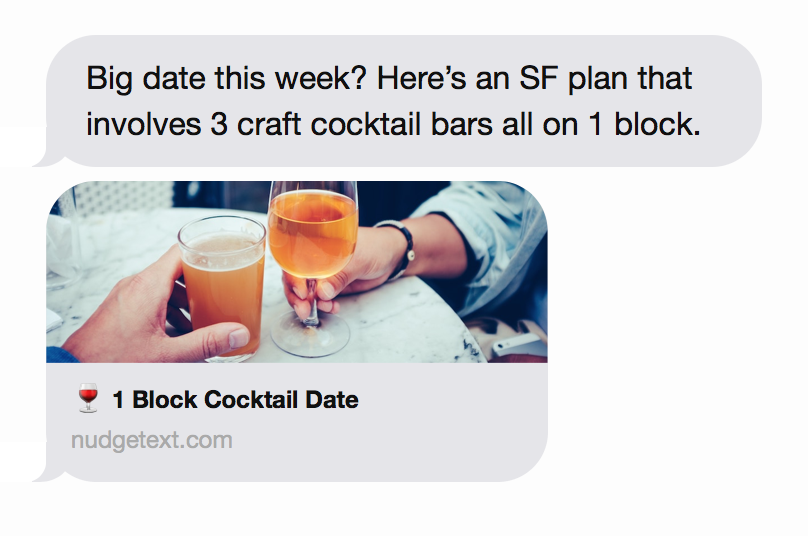 Big date this week? Here’s an SF plan that
involves 3 craft cocktail bars all on 1 block.
🍷 1 Block Cocktail Date
nudgetext.com